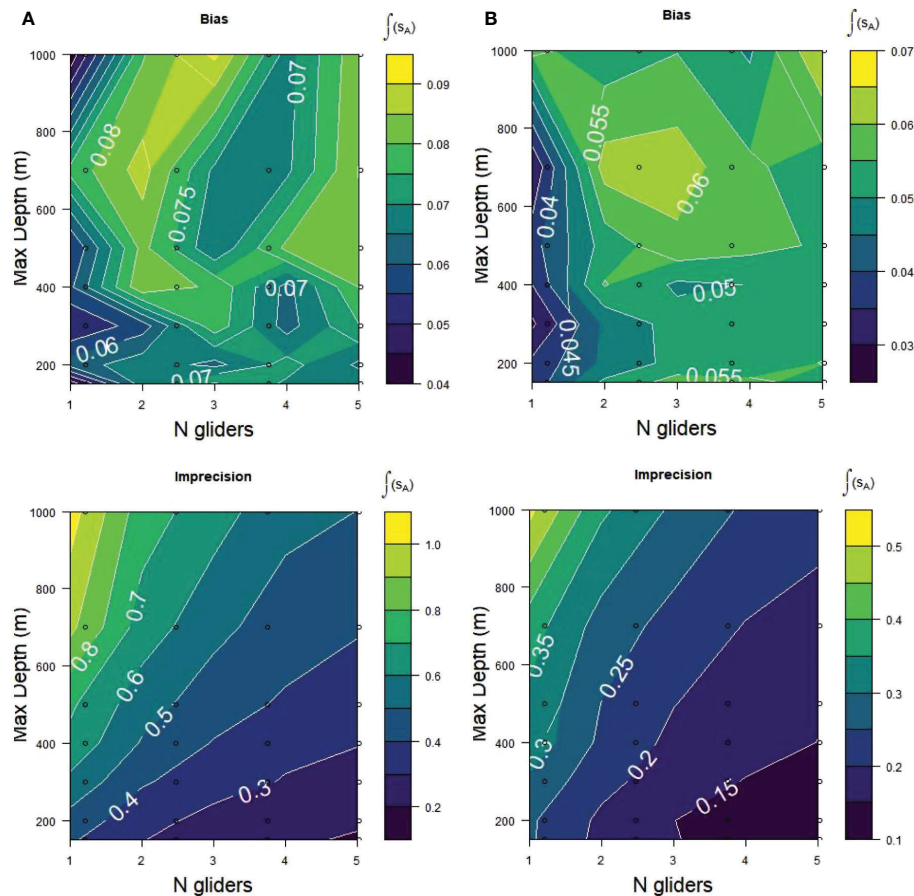 A
Bias
∫(sA)
Max Depth (m)
1000
800
600
400
200
0.08
0.075
0.07
0.07
0.06
0.07
0.09
0.08
0.07
0.06
0.05
0.04
1 2 3 4 5
N gliders
B
Bias
∫(sA)
Max Depth (m)
1000
800
600
400
200
0.055
0.04
0.06
0.05
0.045
0.055
0.07
0.06
0.05
0.04
0.03
1 2 3 4 5
N gliders
Imprecision
∫(sA)
Max Depth (m)
1000
800
600
400
200
0.8
0.7
0.6
0.5
0.4
0.3
1.0
0.8
0.6
0.4
0.2
1 2 3 4 5
N gliders
Imprecision
∫(sA)
Max Depth (m)
1000
800
600
400
200
0.35
0.3
0.25
0.2
0.15
0.5
0.4
0.3
0.2
0.1
1 2 3 4 5
N gliders